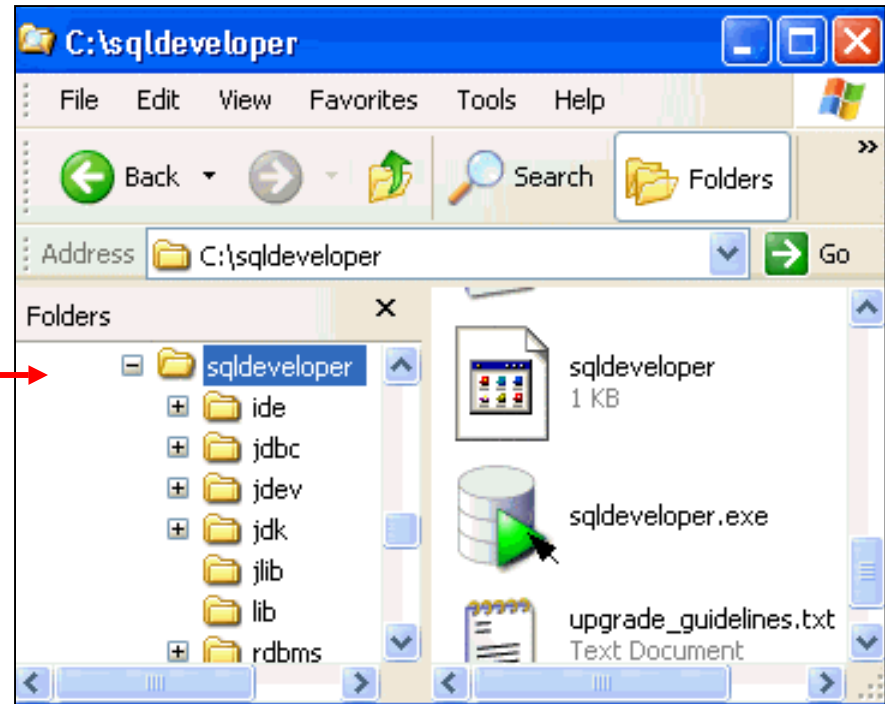 C:\sqldeveloper
File Edit View Favorites Tools Help
Back Search Folders »
Address C:\sqldeveloper Go
Folders
sqldeveloper
ide
jdbc
jdev
jdk
jlib
lib
rdbms
sqldeveloper
1 KB
sqldeveloper.exe
upgrade_guidelines.txt
Text Document